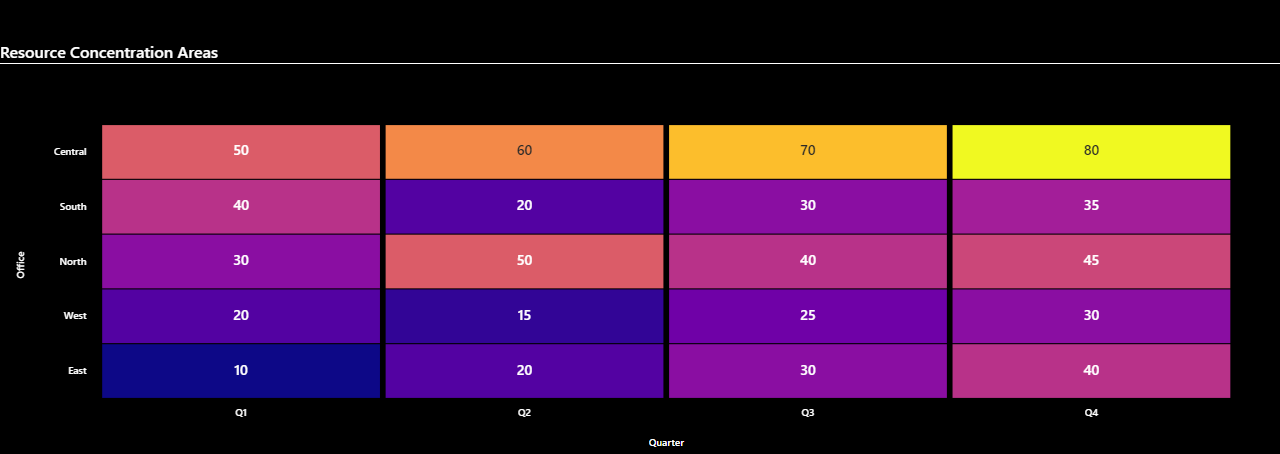 Resource Concentration Areas
Office
Central 50 60 70 80
South 40 20 30 35
North 30 50 40 45
West 20 15 25 30
East 10 20 30 40
Q1 Q2 Q3 Q4
Quarter